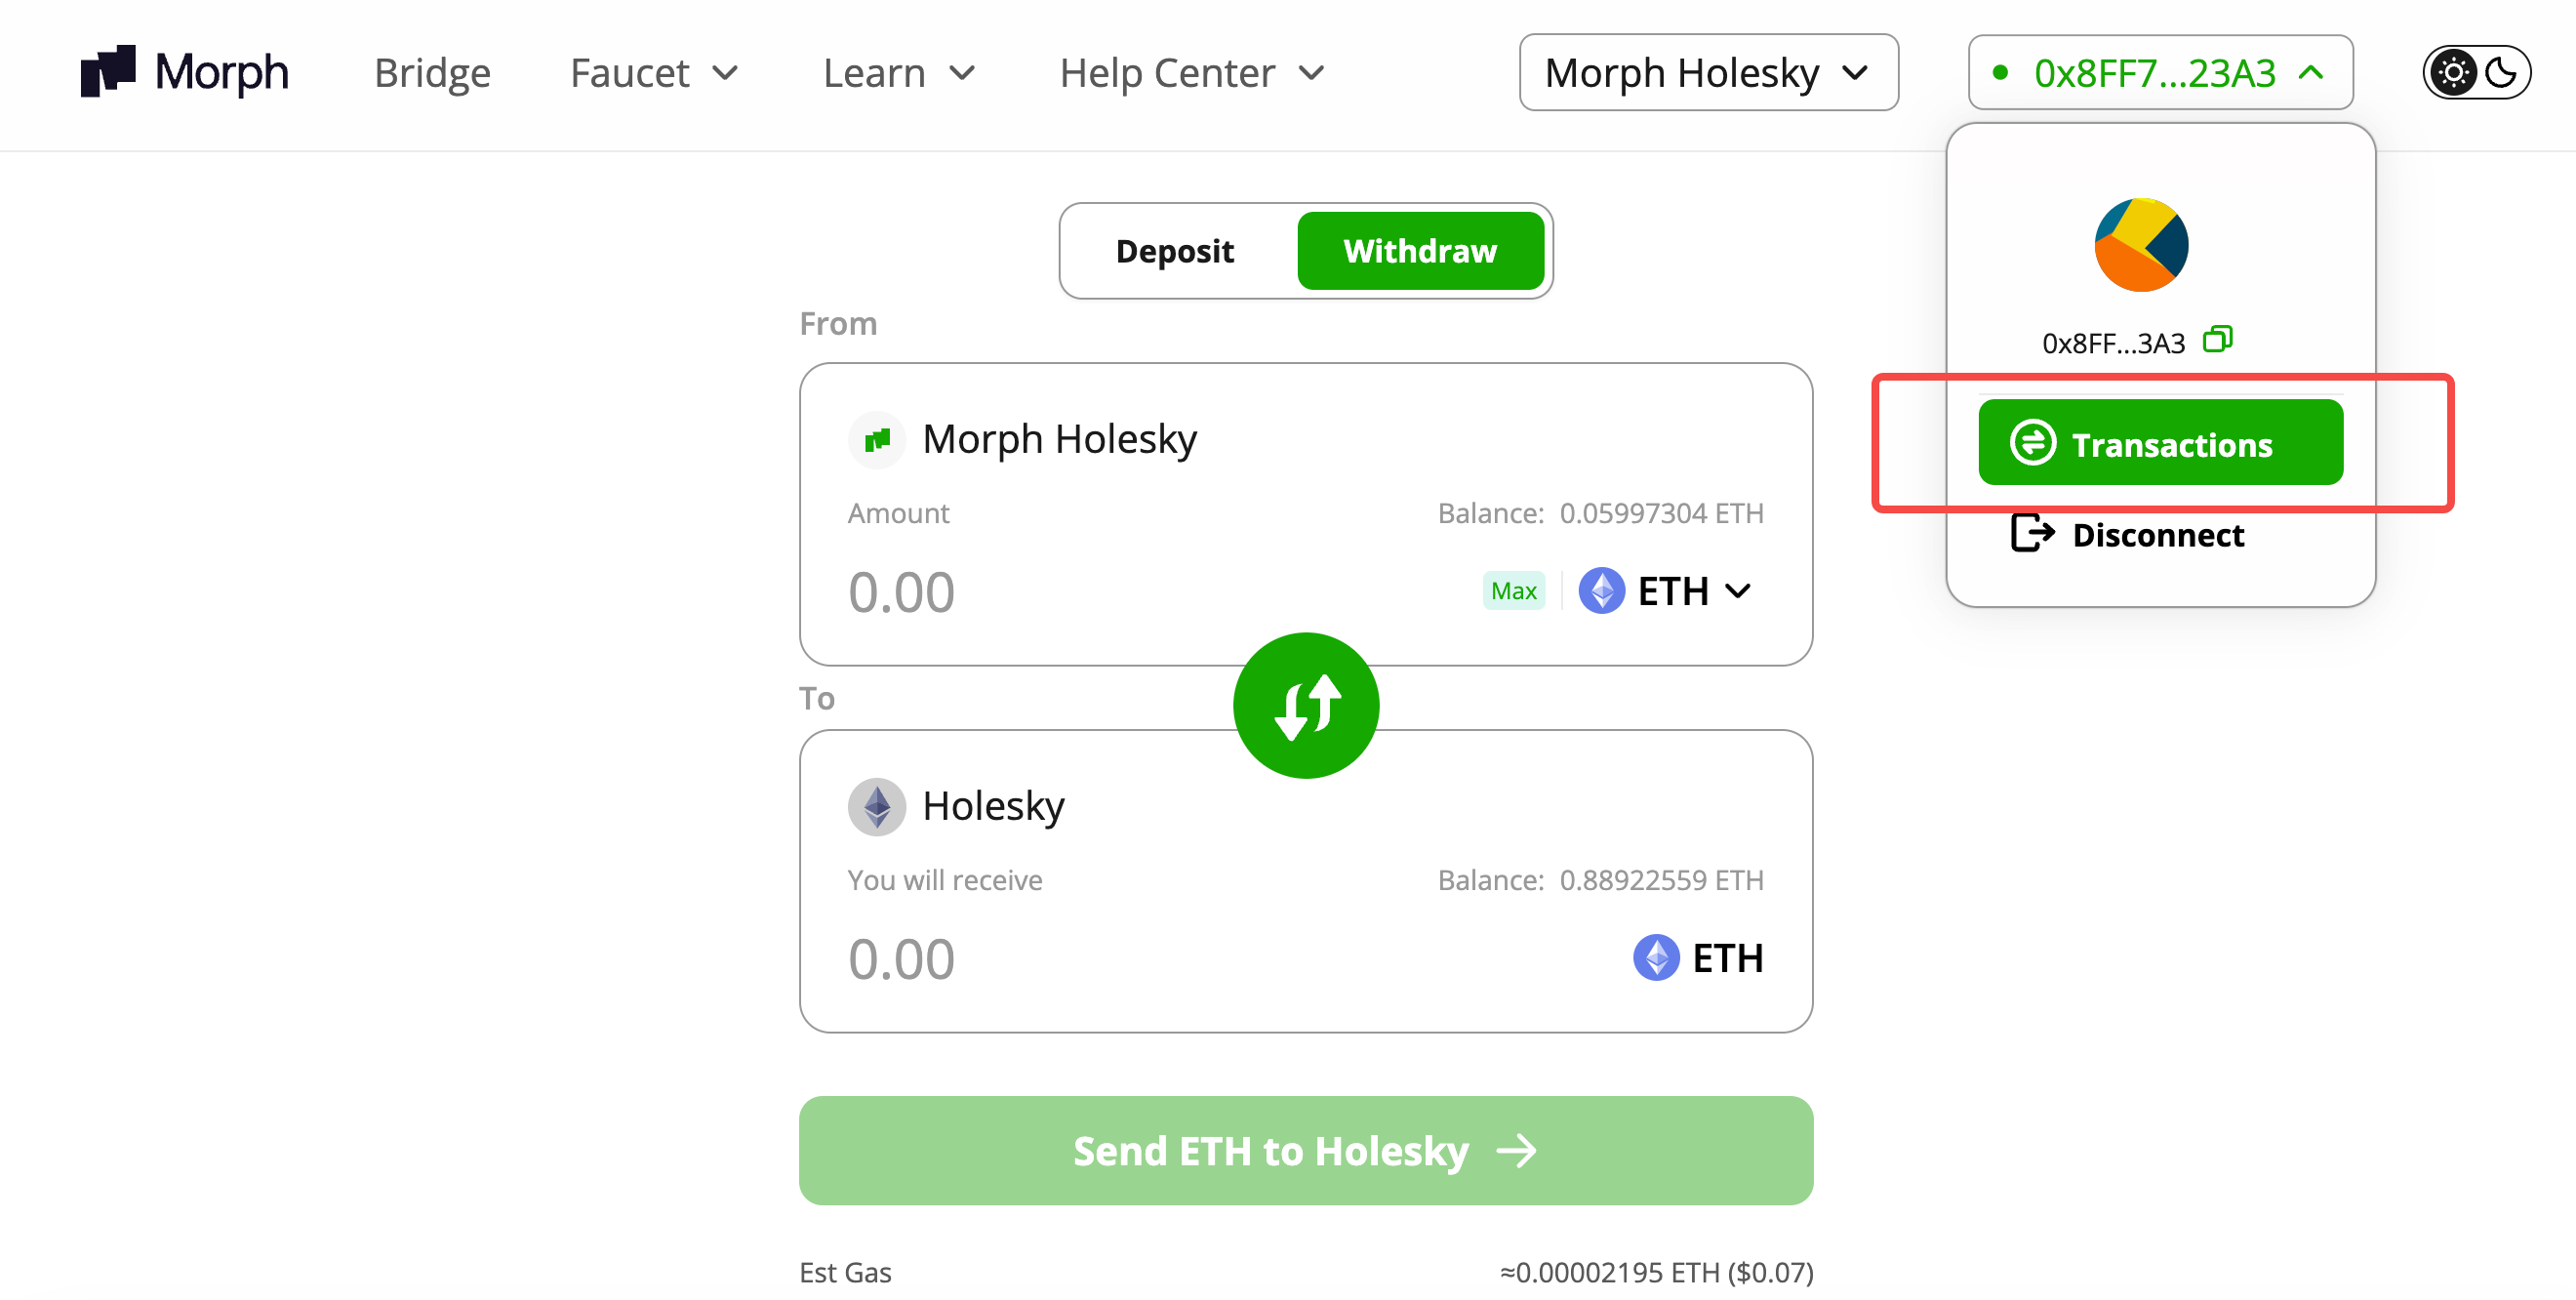 Morph Bridge Faucet Learn Help Center Morph Holesky 0x8FF7...23A3
Deposit Withdraw
From
Morph Holesky
Amount Balance: 0.05997304 ETH
0.00 Max ETH
To
Holesky
You will receive Balance: 0.88922559 ETH
0.00 ETH
Send ETH to Holesky
Est Gas ≈0.00002195 ETH ($0.07)
0x8FF...3A3
Transactions
Disconnect